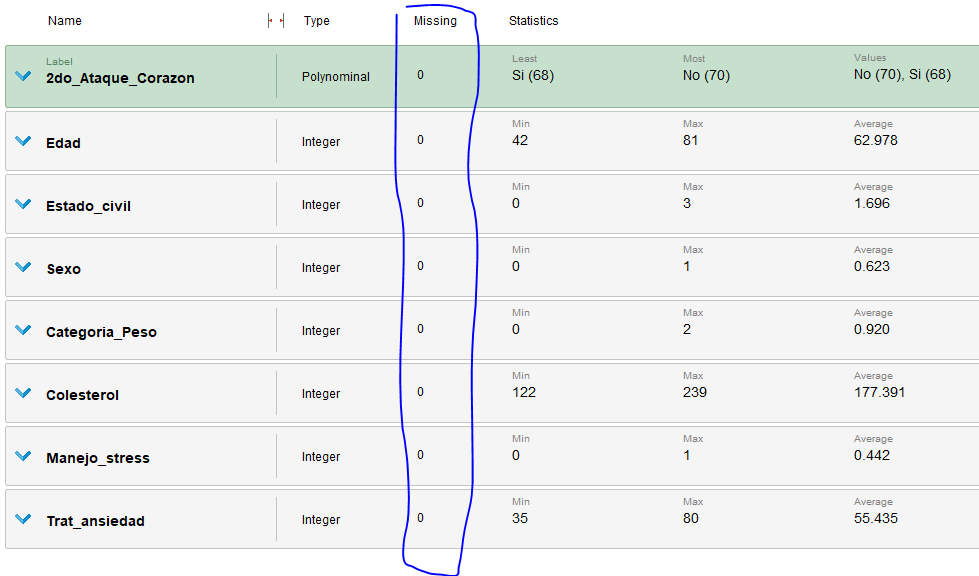 Name Type Missing Statistics
Label Least Most Values
2do_Ataque_Corazon Polynominal 0 Si (68) No (70) No (70), Si (68)
Min Max Average
Edad Integer 0 42 81 62.978
Min Max Average
Estado_civil Integer 0 0 3 1.696
Min Max Average
Sexo Integer 0 0 1 0.623
Min Max Average
Categoria_Peso Integer 0 0 2 0.920
Min Max Average
Colesterol Integer 0 122 239 177.391
Min Max Average
Manejo_stress Integer 0 0 1 0.442
Min Max Average
Trat_ansiedad Integer 0 35 80 55.435